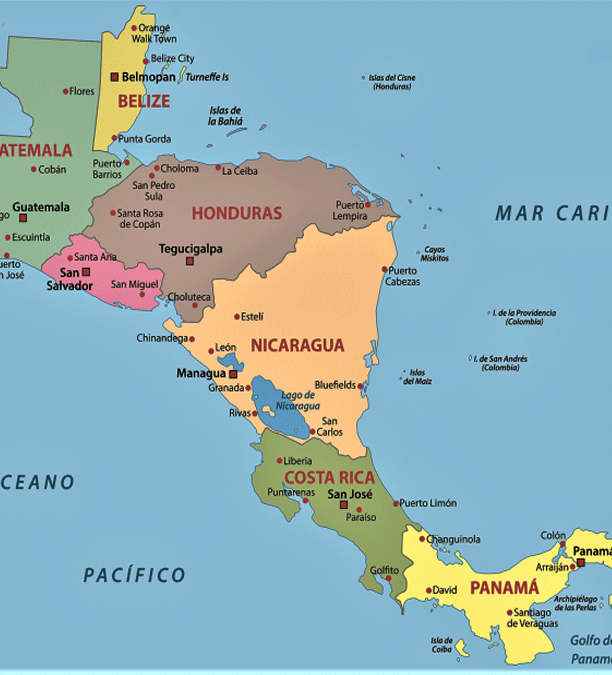 Orange
Walk Town
Belize City
Belmopan
Turneffe Is
Flores
BELIZE
Islas del Cisne
(Honduras)
Islas de
la Bahiá
Punta Gorda
ATEMALA
Cobán
Puerto
Barrios
Choloma
La Ceiba
San Pedro
Sula
Guatemala
go
Santa Rosa
de Copán
HONDURAS
Puerto
Lempira
MAR CARI
Escuintla
Tegucigalpa
Cayos
Miskitos
uerto
n José
Santa Ana
San
Salvador
San Miguel
Puerto
Cabezas
Choluteca
Estelí
I. de la Providencia
(Colombia)
Chinandega
León
NICARAGUA
I. de San Andrés
(Colombia)
Managua
Islas
del Maíz
Granada
Lago de
Nicaragua
Bluefields
Rivas
San
Carlos
Liberia
COSTA RICA
CEANO
Puntarenas
San José
Puerto Limón
Paraíso
Changuinola
Colón
Panamá
PACÍFICO
Golfito
Arraiján
David
PANAMÁ
Archipiélago
de las Perlas
Santiago
de Veraguas
Isla de
Coiba
Golfo de
Panam